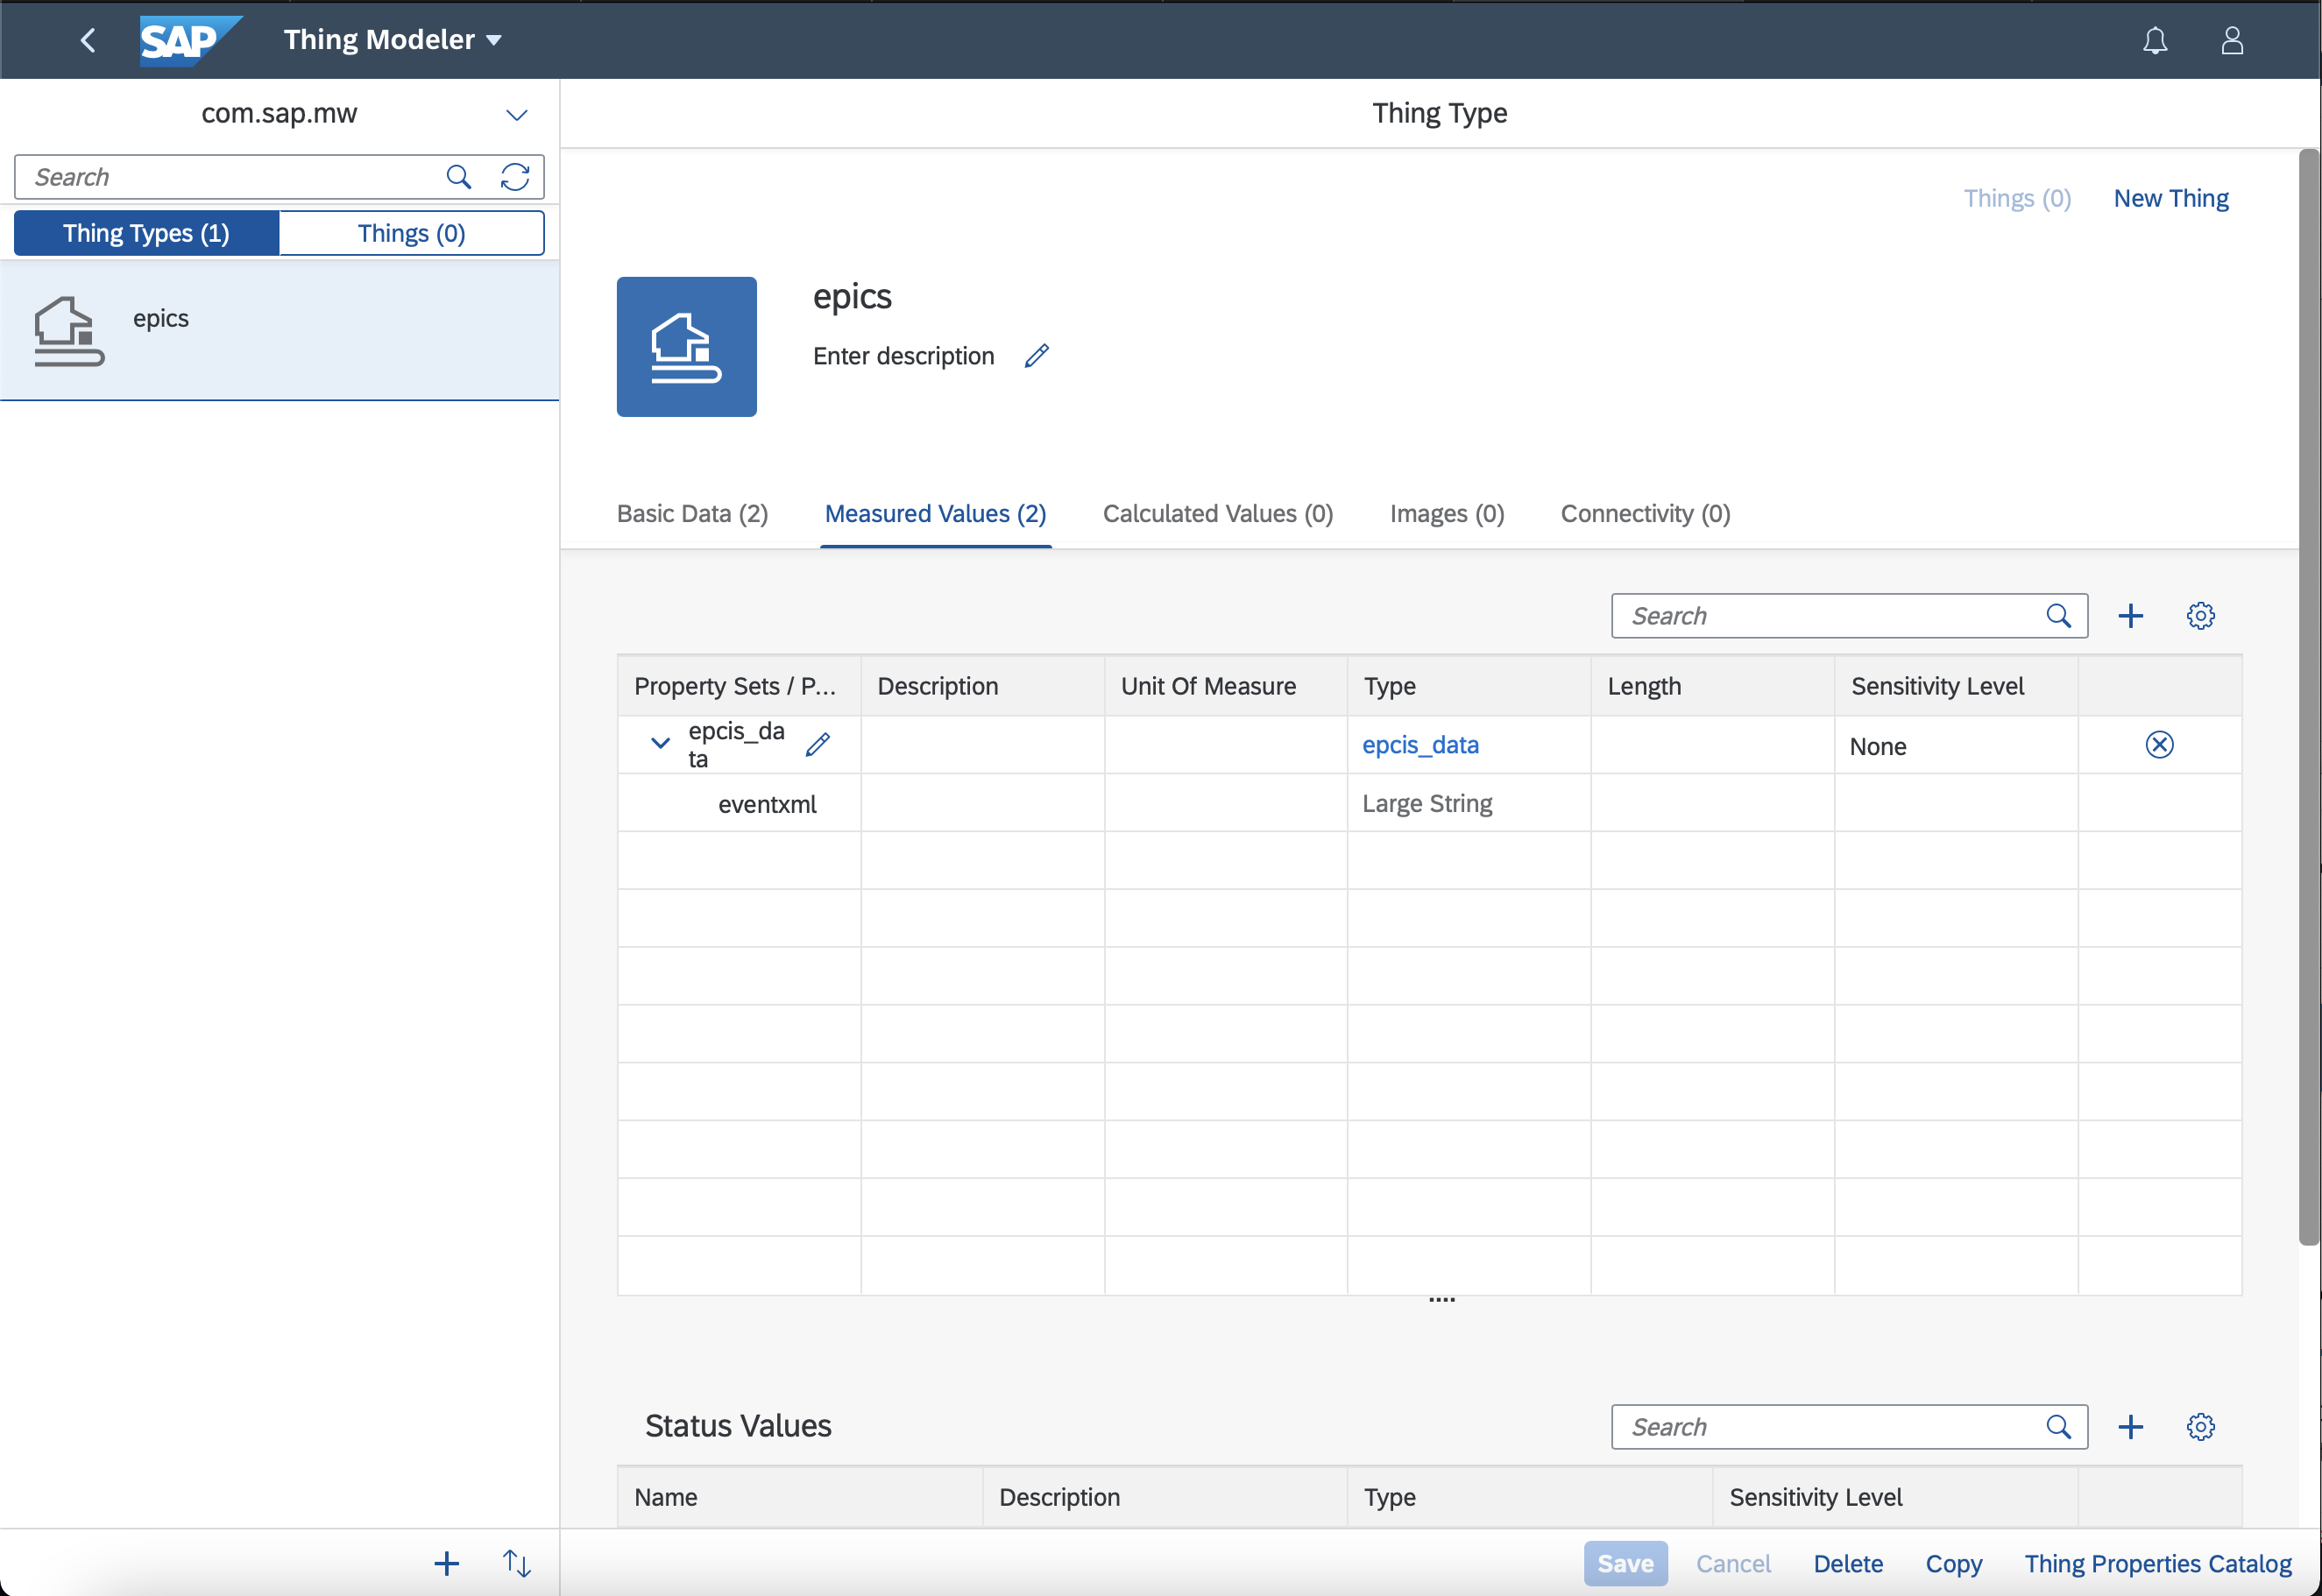 SAP Thing Modeler
com.sap.mw
Search
Thing Types (1) Things (0)
epics
Thing Type
Things (0) New Thing
epics
Enter description
Basic Data (2) Measured Values (2) Calculated Values (0) Images (0) Connectivity (0)
Search
Property Sets / P... Description Unit Of Measure Type Length Sensitivity Level
epcis_da
ta epcis_data None
eventxml Large String
Status Values Search
Name Description Type Sensitivity Level
Save Cancel Delete Copy Thing Properties Catalog